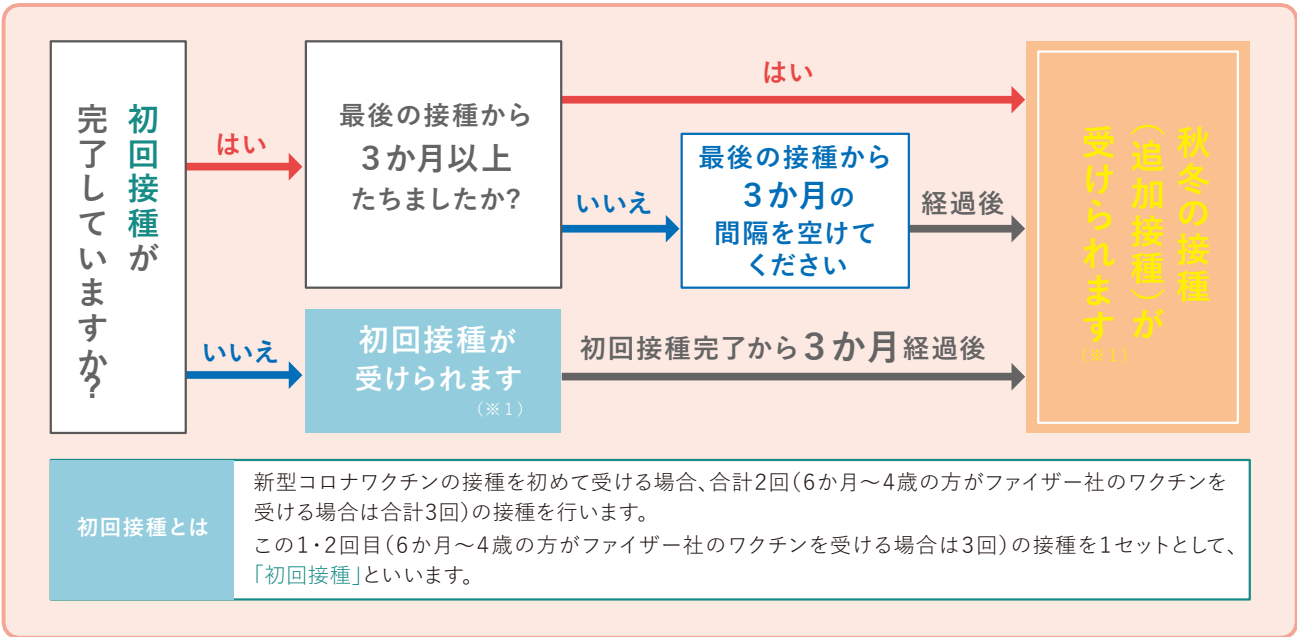 初回接種が
完了していますか?
はい
いいえ
最後の接種から
3か月以上
たちましたか?
はい
いいえ
最後の接種から
3か月の
間隔を空けて
ください
経過後
初回接種が
受けられます
(※1)
初回接種完了から3か月経過後
秋冬の接種
(追加接種)が
受けられます
(※1)
初回接種とは
新型コロナワクチンの接種を初めて受ける場合、合計2回(6か月～4歳の方がファイザー社のワクチンを
受ける場合は合計3回)の接種を行います。
この1・2回目(6か月～4歳の方がファイザー社のワクチンを受ける場合は3回)の接種を1セットとして、
「初回接種」といいます。